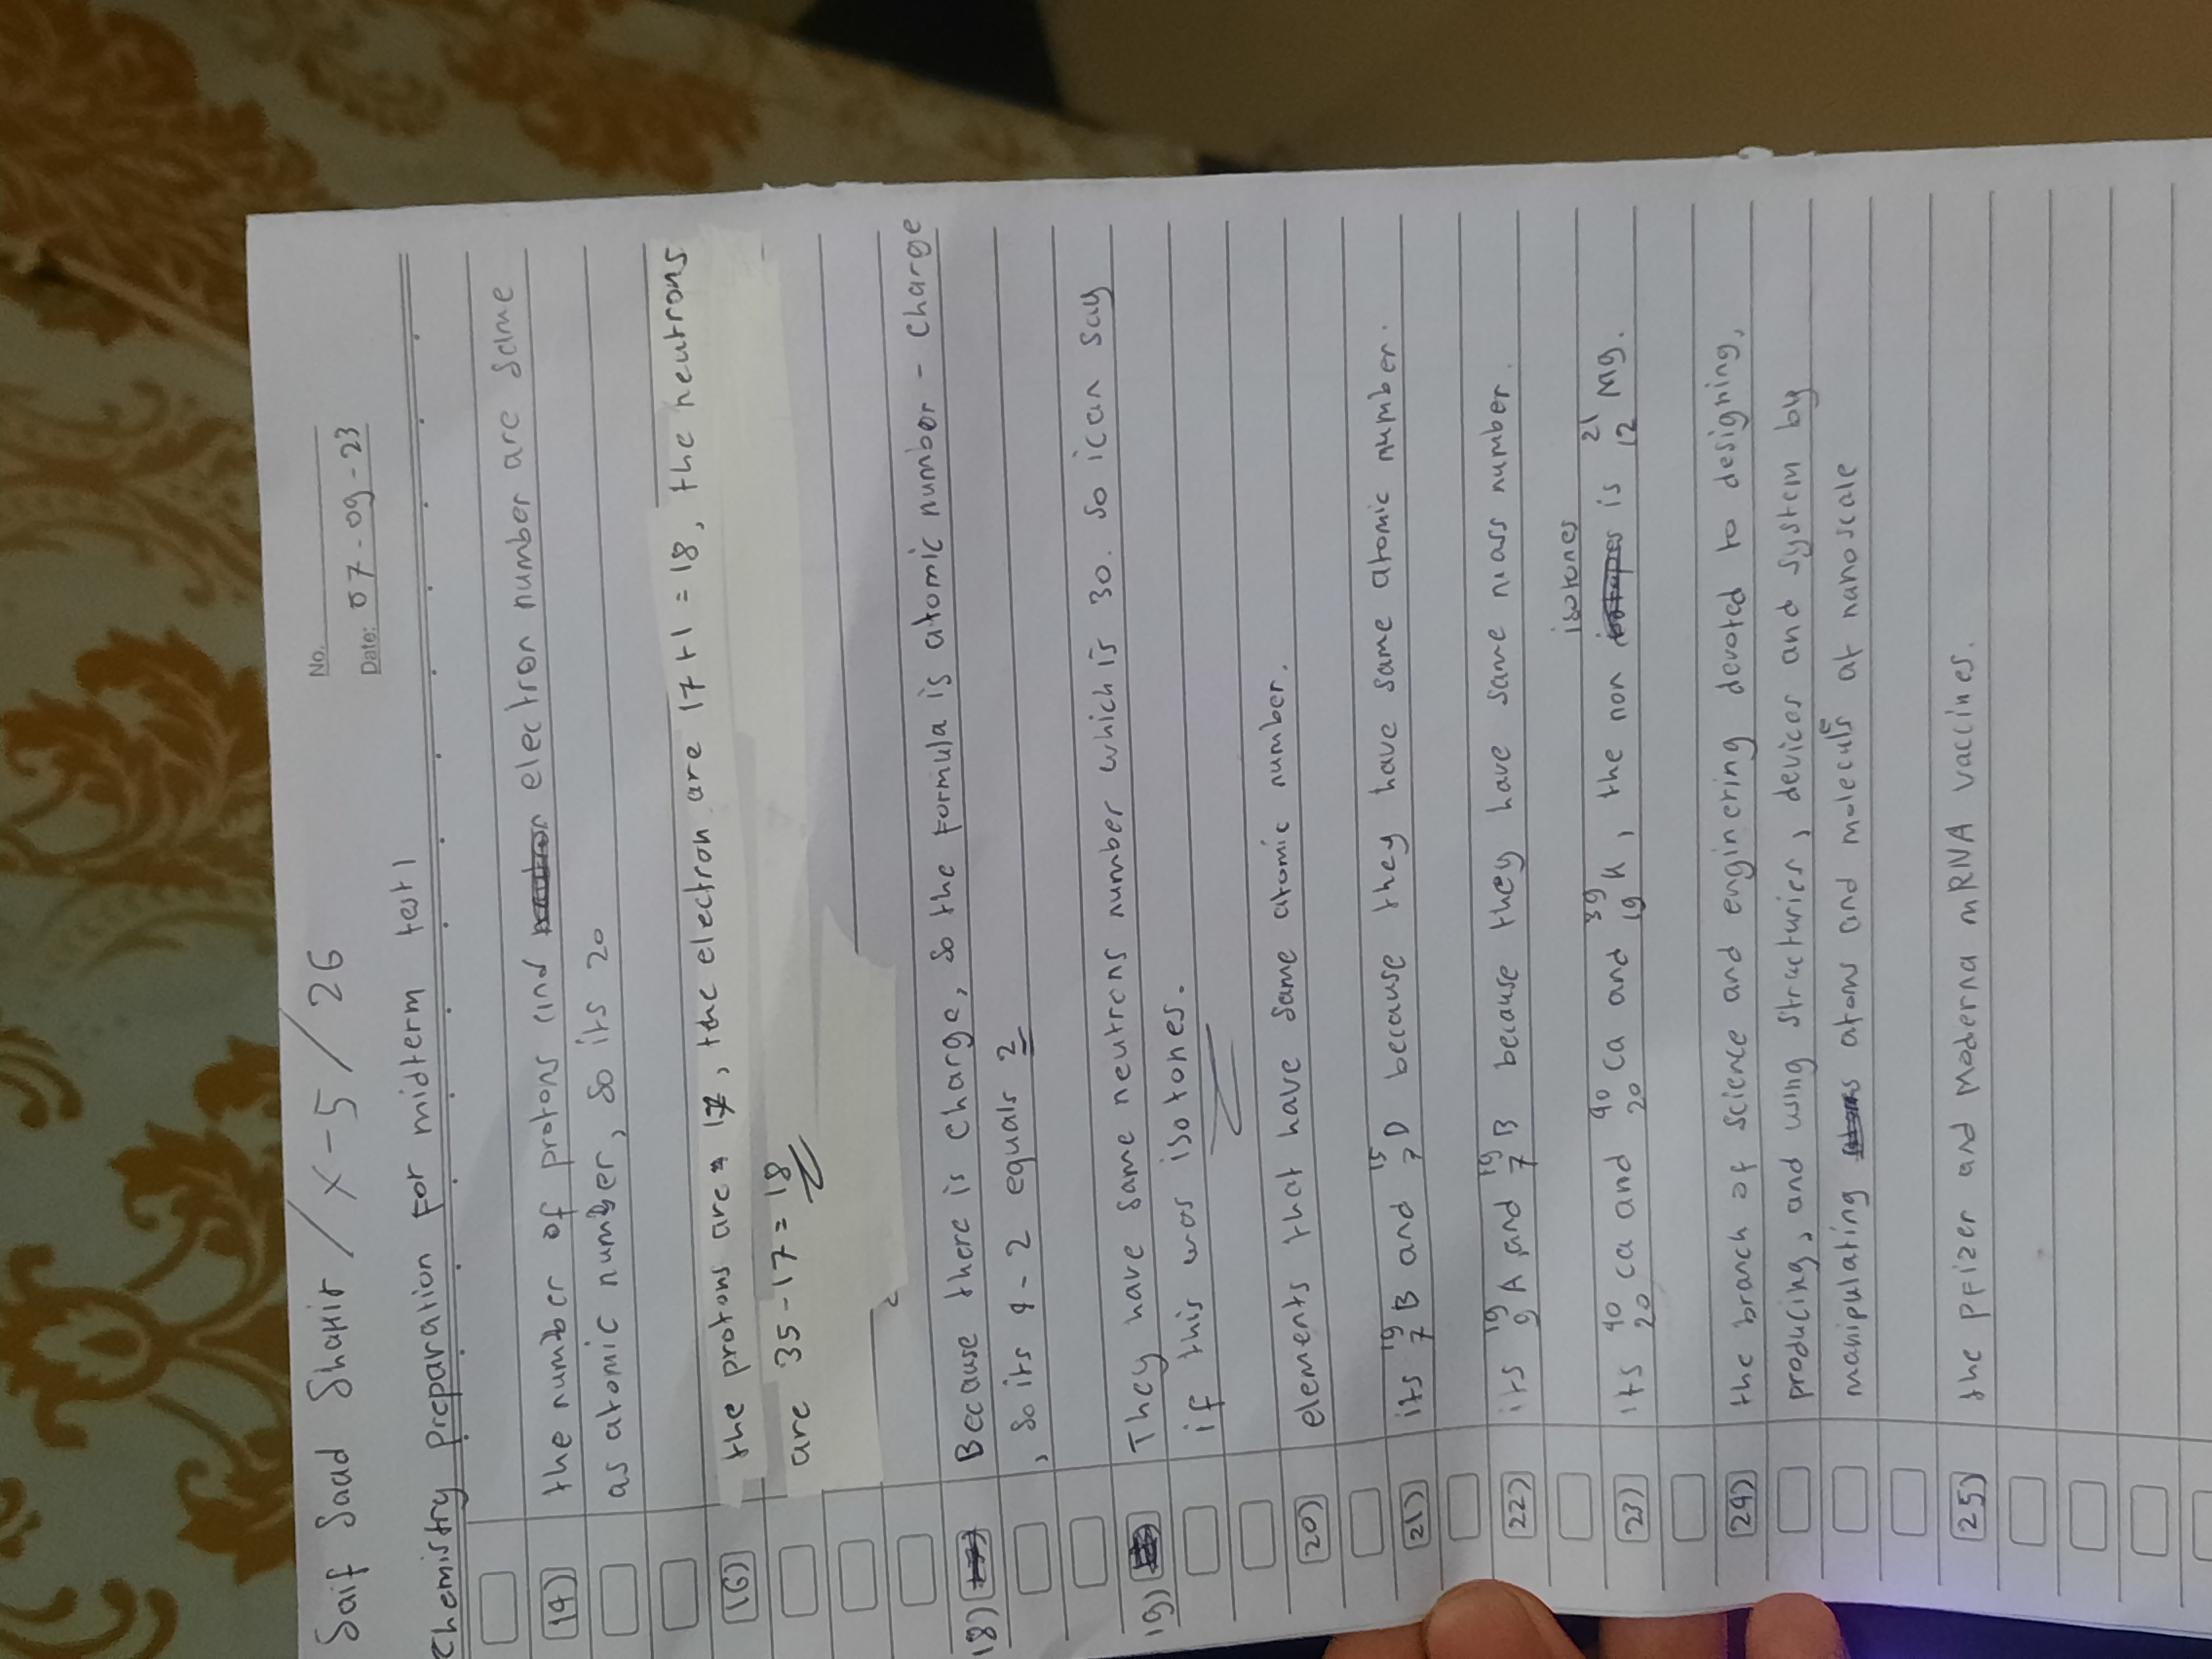 Saif Saad Shakir / X-5 / 26
No.
Date: 07-09-23
Chemistry preparation For midterm test 1
14) the number of protons and electron number are same
as atomic number, so its 20
16) the protons are 17, the electron are 17+1 = 18, the neutrons
are 35-17 = 18
18) Because there is charge, so the Formula is atomic number - charge
, so its 4-2 equals 2
19) They have same neutrons number which is 30. So i can say
if this was isotones.
20) elements that have same atomic number.
21) its 19 7 B and 15 7 D because they have same atomic number.
22) its 19 9 A and 19 7 B because they have same mass number.
isotones
23) its 40 20 Ca and 40 20 Ca and 39 19 K, the non is 21 12 Mg.
24) the branch of science and enginering devoted to designing,
producing, and using structuries, devices and system by
manipulating atoms and molecule at nanoscale
25) the Pfizer and Moderna mRNA vaccines.